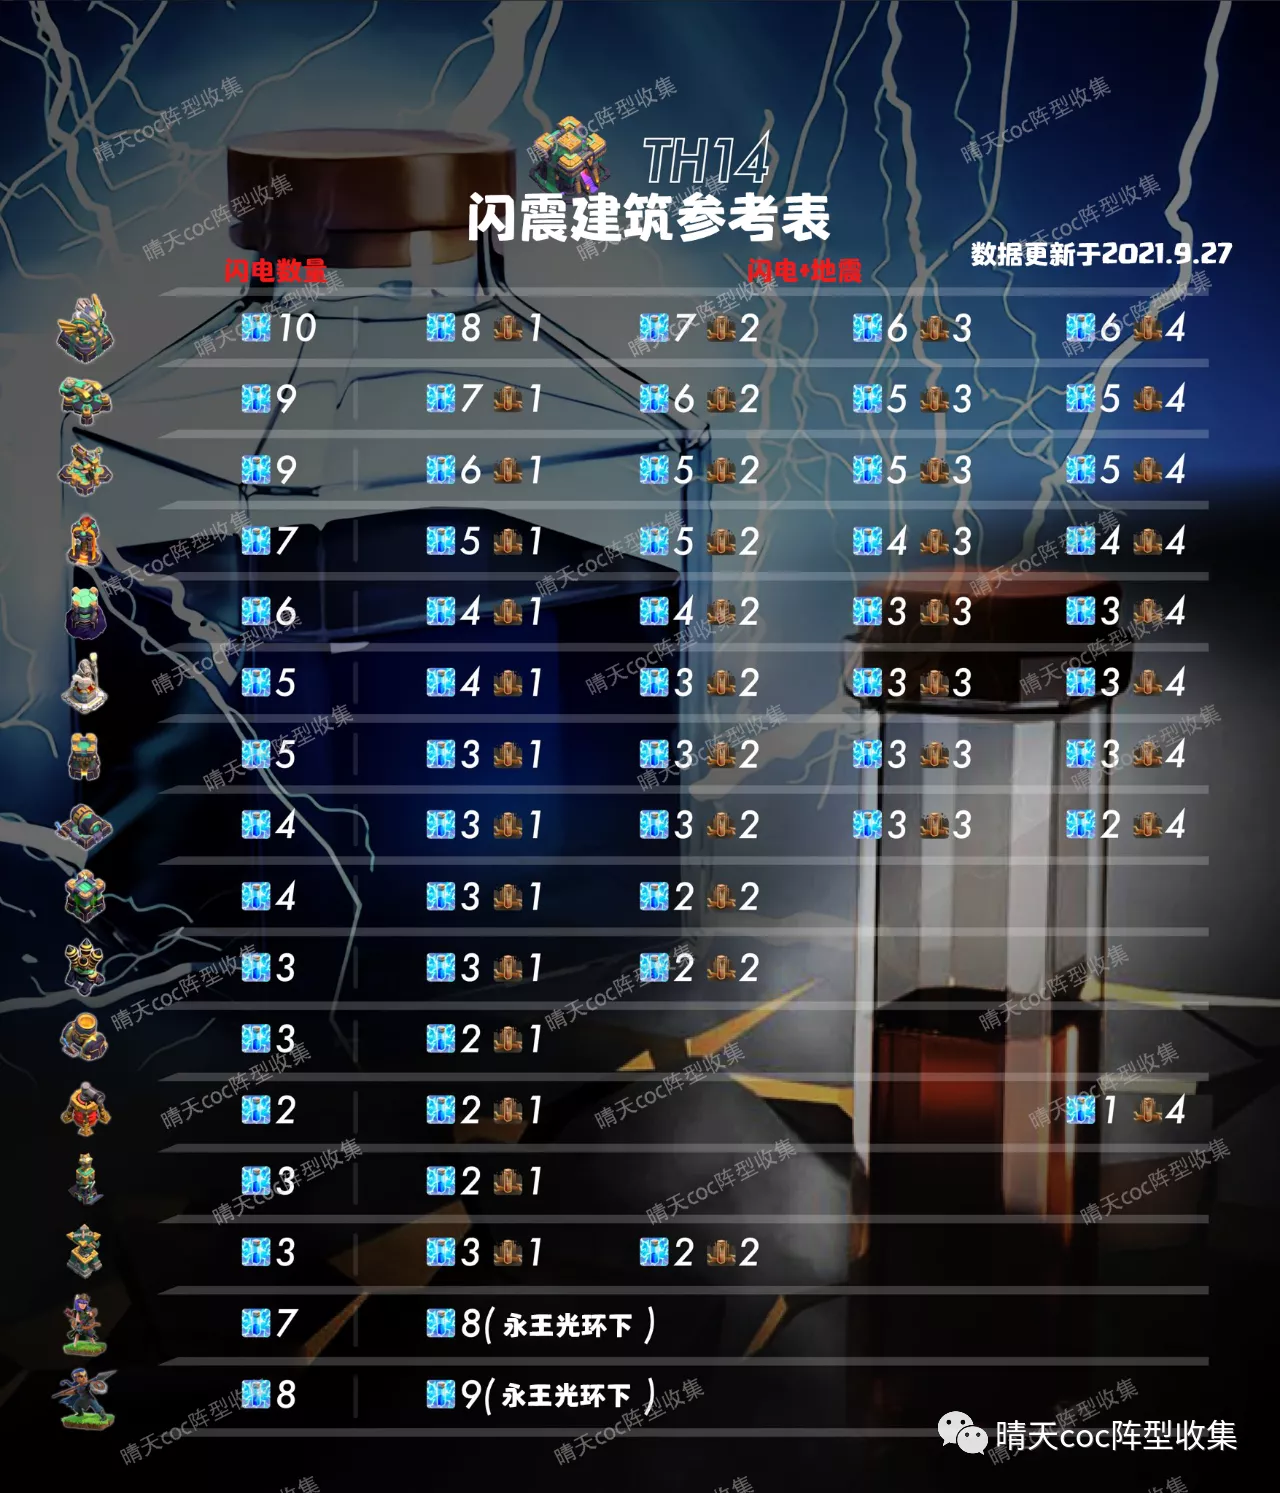 TH14
闪震建筑参考表
数据更新于2021.9.27
闪电数量 闪电+地震
10 8 1 7 2 6 3 6 4
9 7 1 6 2 5 3 5 4
9 6 1 5 2 5 3 5 4
7 5 1 5 2 4 3 4 4
6 4 1 4 2 3 3 3 4
5 4 1 3 2 3 3 3 4
5 3 1 3 2 3 3 3 4
4 3 1 3 2 3 3 2 4
4 3 1 2 2
3 3 1 2 2
3 2 1
2 2 1 1 4
3 2 1
3 3 1 2 2
7 8(永王光环下)
8 9(永王光环下)
晴天coc阵型收集